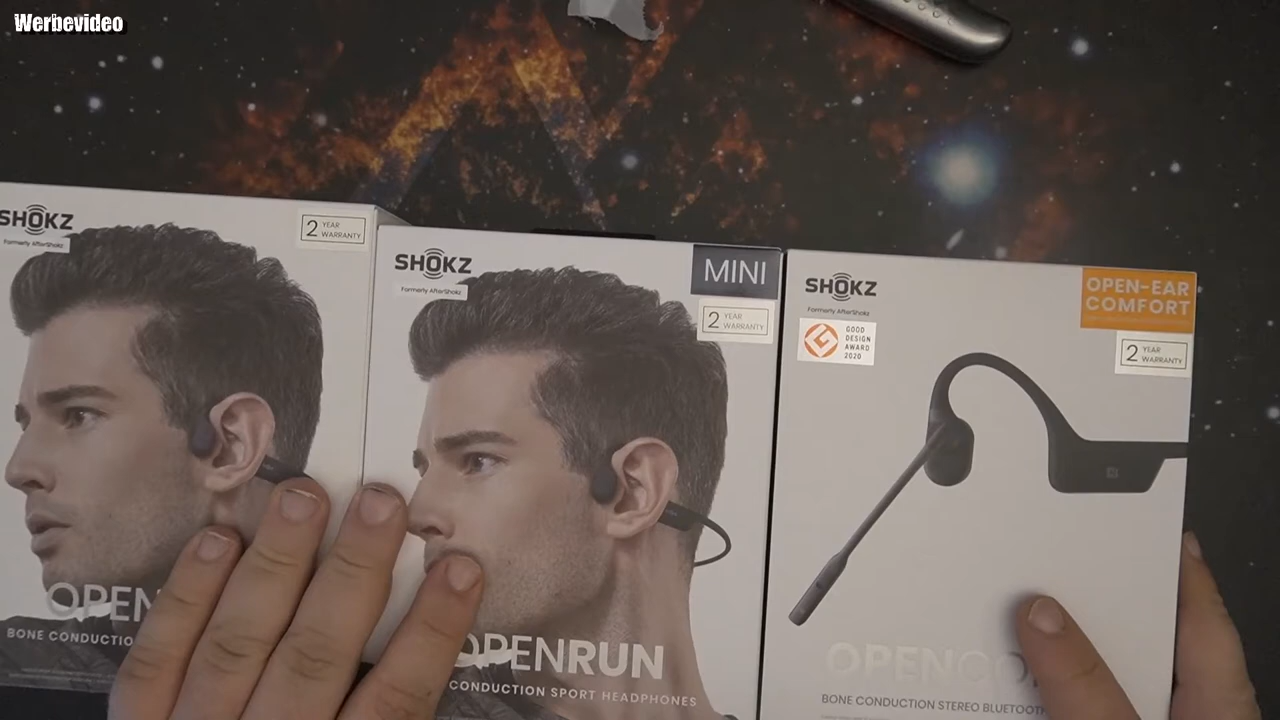 Werbevideo
SHOKZ
Formerly AfterShokz
2 YEAR
WARRANTY
OPEN
BONE CONDUCTIO
SHOKZ
Formerly AfterShokz
MINI
2 YEAR
WARRANTY
OPENRUN
CONDUCTION SPORT HEADPHONES
SHOKZ
Formerly AfterShokz
GOOD
DESIGN
AWARD
2020
OPEN-EAR
COMFORT
2 YEAR
WARRANTY
OPENCO
BONE CONDUCTION STEREO BLUETOOTH